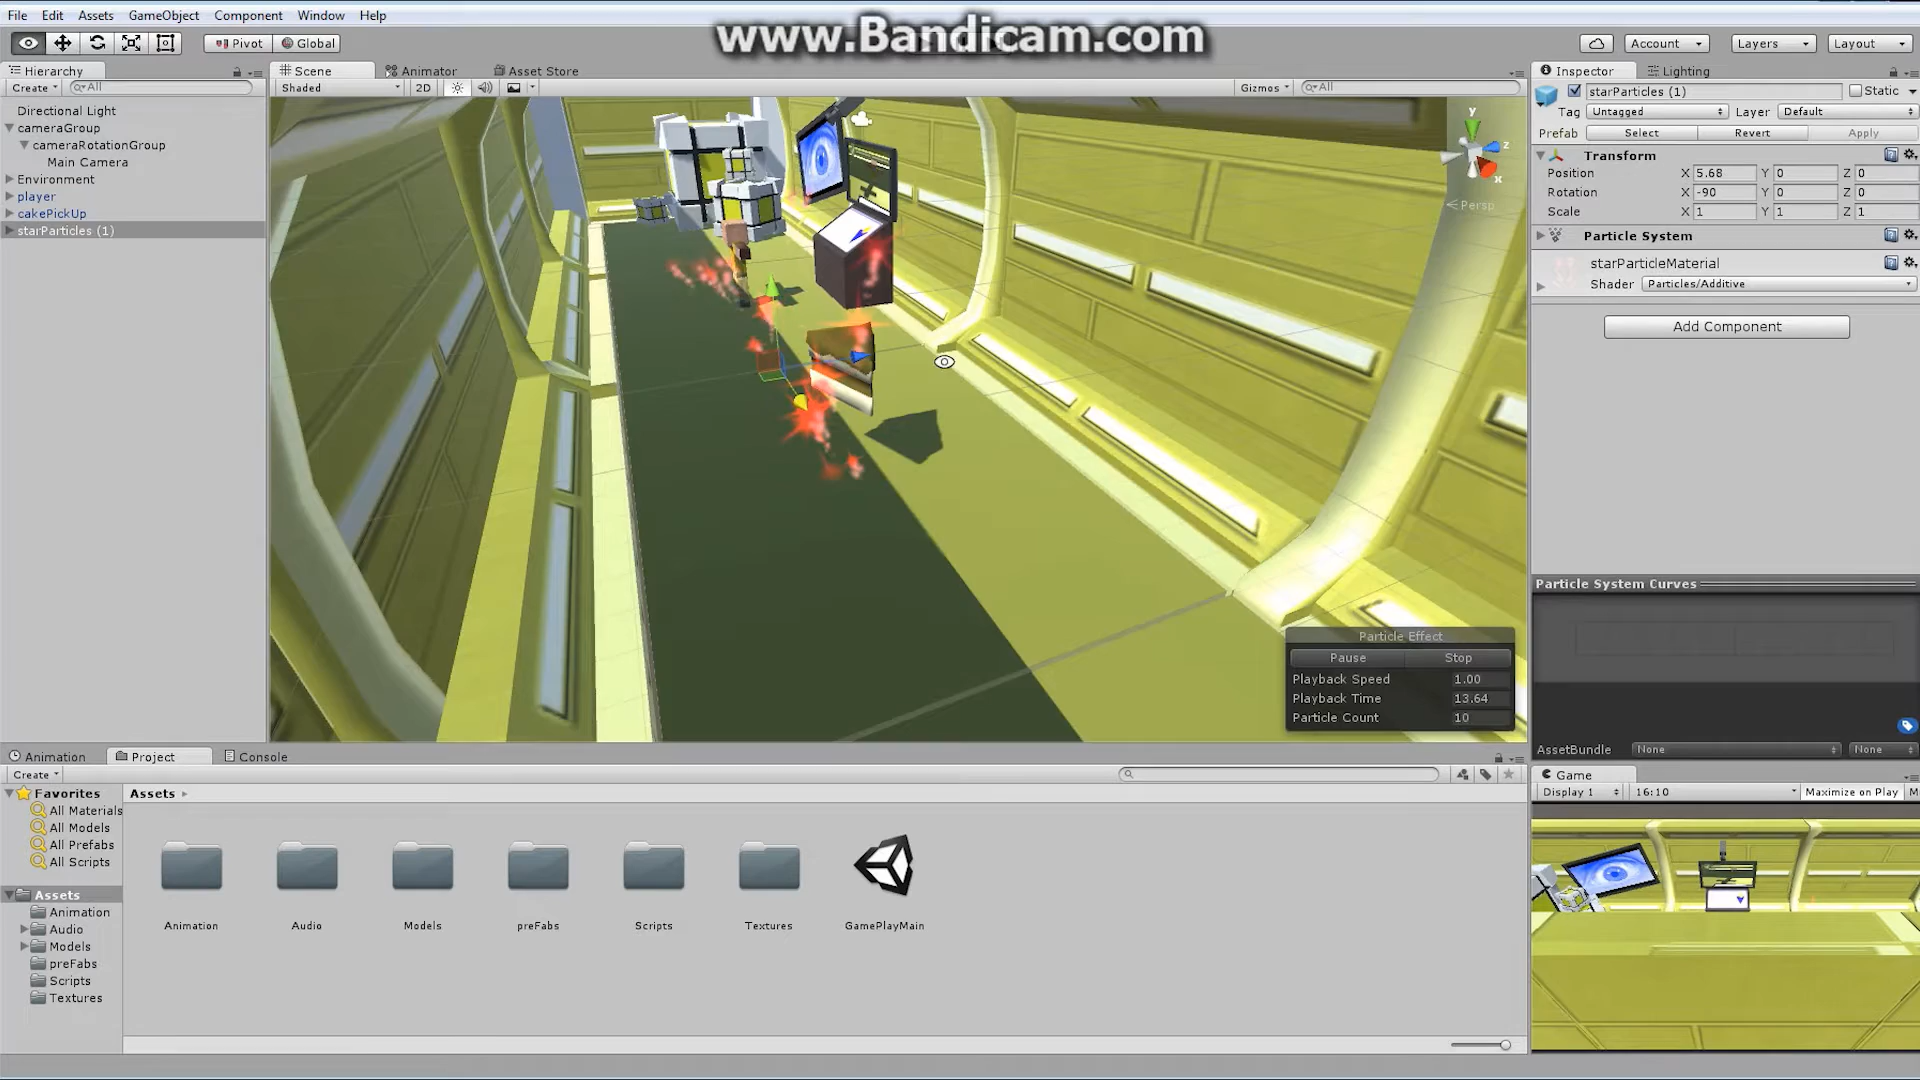 File Edit Assets GameObject Component Window Help
www.Bandicam.com
Pivot Global
Account Layers Layout
Hierarchy
Create All
Directional Light
cameraGroup
cameraRotationGroup
Main Camera
Environment
player
cakePickUp
starParticles (1)
Scene Animator Asset Store
Shaded 2D Gizmos All
y
z
x
Persp
Particle Effect
Pause Stop
Playback Speed 1.00
Playback Time 13.64
Particle Count 10
Inspector Lighting
starParticles (1) Static
Tag Untagged Layer Default
Prefab Select Revert Apply
Transform
Position X 5.68 Y 0 Z 0
Rotation X -90 Y 0 Z 0
Scale X 1 Y 1 Z 1
Particle System
starParticleMaterial
Shader Particles/Additive
Add Component
Particle System Curves
AssetBundle None None
Game
Display 1 16:10 Maximize on Play M
Animation Project Console
Create
Favorites
All Materials
All Models
All Prefabs
All Scripts
Assets
Animation
Audio
Models
preFabs
Scripts
Textures
Assets
Animation Audio Models preFabs Scripts Textures GamePlayMain